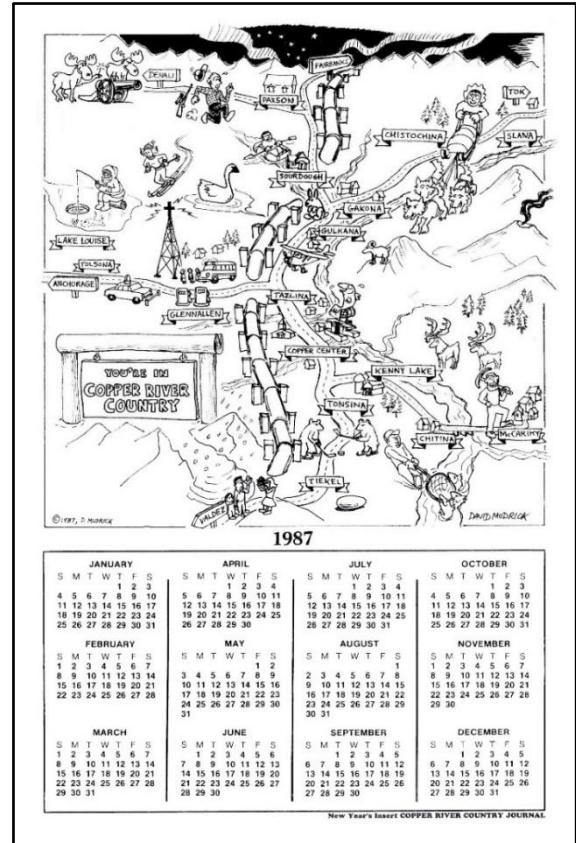 FAIRBANKS
DENALI
PAXSON
TOK
CHISTOCHINA
SLANA
SOURDOUGH
GAKONA
GULKANA
LAKE LOUISE
TOLSONA
ANCHORAGE
GLENNALLEN
TAZLINA
COPPER CENTER
KENNY LAKE
YOU'RE IN
COPPER RIVER
COUNTRY
TONSINA
McCARTHY
CHITINA
TIEKEL
VALDEZ
©1987, D. MUDRICK
DAVID MUDRICK
1987
JANUARY
S M T W T F S
1 2 3
4 5 6 7 8 9 10
11 12 13 14 15 16 17
18 19 20 21 22 23 24
25 26 27 28 29 30 31
FEBRUARY
S M T W T F S
1 2 3 4 5 6 7
8 9 10 11 12 13 14
15 16 17 18 19 20 21
22 23 24 25 26 27 28
MARCH
S M T W T F S
1 2 3 4 5 6 7
8 9 10 11 12 13 14
15 16 17 18 19 20 21
22 23 24 25 26 27 28
29 30 31
APRIL
S M T W T F S
1 2 3 4
5 6 7 8 9 10 11
12 13 14 15 16 17 18
19 20 21 22 23 24 25
26 27 28 29 30
MAY
S M T W T F S
1 2
3 4 5 6 7 8 9
10 11 12 13 14 15 16
17 18 19 20 21 22 23
24 25 26 27 28 29 30
31
JUNE
S M T W T F S
1 2 3 4 5 6
7 8 9 10 11 12 13
14 15 16 17 18 19 20
21 22 23 24 25 26 27
28 29 30
JULY
S M T W T F S
1 2 3 4
5 6 7 8 9 10 11
12 13 14 15 16 17 18
19 20 21 22 23 24 25
26 27 28 29 30 31
AUGUST
S M T W T F S
1
2 3 4 5 6 7 8
9 10 11 12 13 14 15
16 17 18 19 20 21 22
23 24 25 26 27 28 29
30 31
SEPTEMBER
S M T W T F S
1 2 3 4 5
6 7 8 9 10 11 12
13 14 15 16 17 18 19
20 21 22 23 24 25 26
27 28 29 30
OCTOBER
S M T W T F S
1 2 3
4 5 6 7 8 9 10
11 12 13 14 15 16 17
18 19 20 21 22 23 24
25 26 27 28 29 30 31
NOVEMBER
S M T W T F S
1 2 3 4 5 6 7
8 9 10 11 12 13 14
15 16 17 18 19 20 21
22 23 24 25 26 27 28
29 30
DECEMBER
S M T W T F S
1 2 3 4 5
6 7 8 9 10 11 12
13 14 15 16 17 18 19
20 21 22 23 24 25 26
27 28 29 30 31
New Year's Insert COPPER RIVER COUNTRY JOURNAL